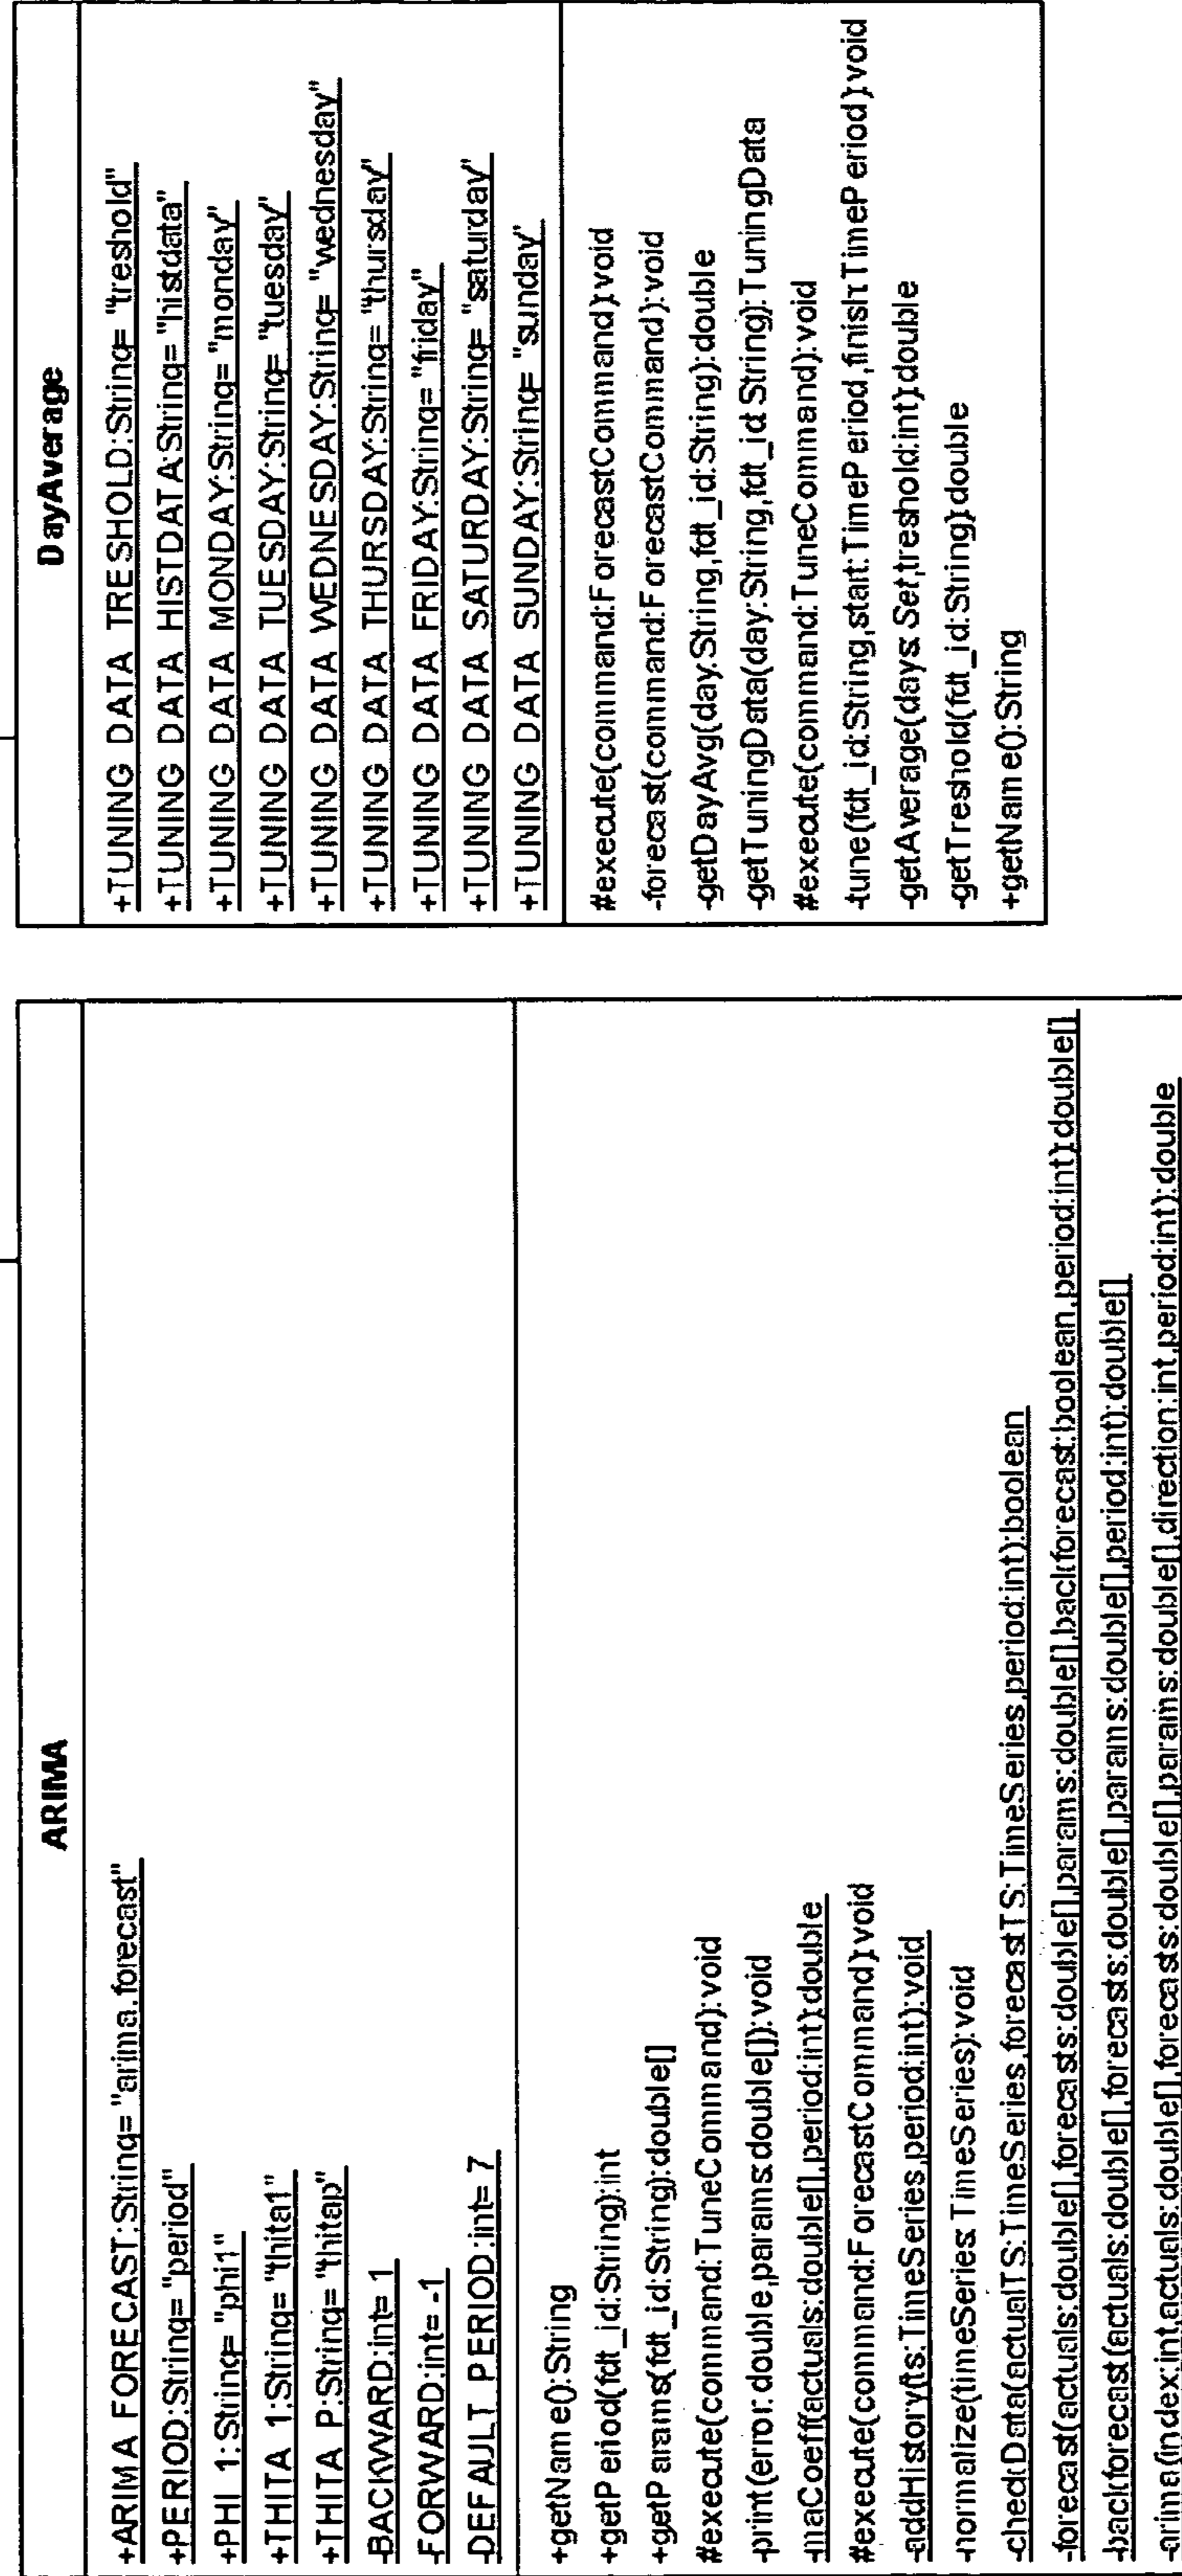 ARIMA
+ARIMA FORECAST:String="arima.forecast"
+PERIOD:String="period"
+PHI 1:String="phi1"
+THITA 1:String="thita1"
+THITA P:String="thitap"
-BACKWARD:int=1
-FORWARD:int=-1
-DEFAULT PERIOD:int=7
+getName():String
+getPeriod(fdt_id:String):int
+getParams(fdt_id:String):double[]
#execute(command:TuneCommand):void
-print(error:double,params:double[]):void
-maCoeff(actuals:double[],period:int):double
#execute(command:ForecastCommand):void
-addHistory(ts:TimeSeries,period:int):void
-normalize(timeSeries:TimeSeries):void
-checkData(actualTS:TimeSeries,forecastTS:TimeSeries,period:int):boolean
-forecast(actuals:double[],forecasts:double[],params:double[],backforecast:boolean,period:int):double[]
-backforecast(actuals:double[],forecasts:double[],params:double[],period:int):double[]
-arima(index:int,actuals:double[],forecasts:double[],params:double[],direction:int,period:int):double
DayAverage
+TUNING DATA TRESHOLD:String="treshold"
+TUNING DATA HISTDATA:String="histdata"
+TUNING DATA MONDAY:String="monday"
+TUNING DATA TUESDAY:String="tuesday"
+TUNING DATA WEDNESDAY:String="wednesday"
+TUNING DATA THURSDAY:String="thursday"
+TUNING DATA FRIDAY:String="friday"
+TUNING DATA SATURDAY:String="saturday"
+TUNING DATA SUNDAY:String="sunday"
#execute(command:ForecastCommand):void
-forecast(command:ForecastCommand):void
-getDayAvg(day:String,fdt_id:String):double
-getTuningData(day:String,fdt_id:String):TuningData
#execute(command:TuneCommand):void
-tune(fdt_id:String,start:TimePeriod,finish:TimePeriod):void
-getAverage(days:Set,treshold:int):double
-getTreshold(fdt_id:String):double
+getName():String